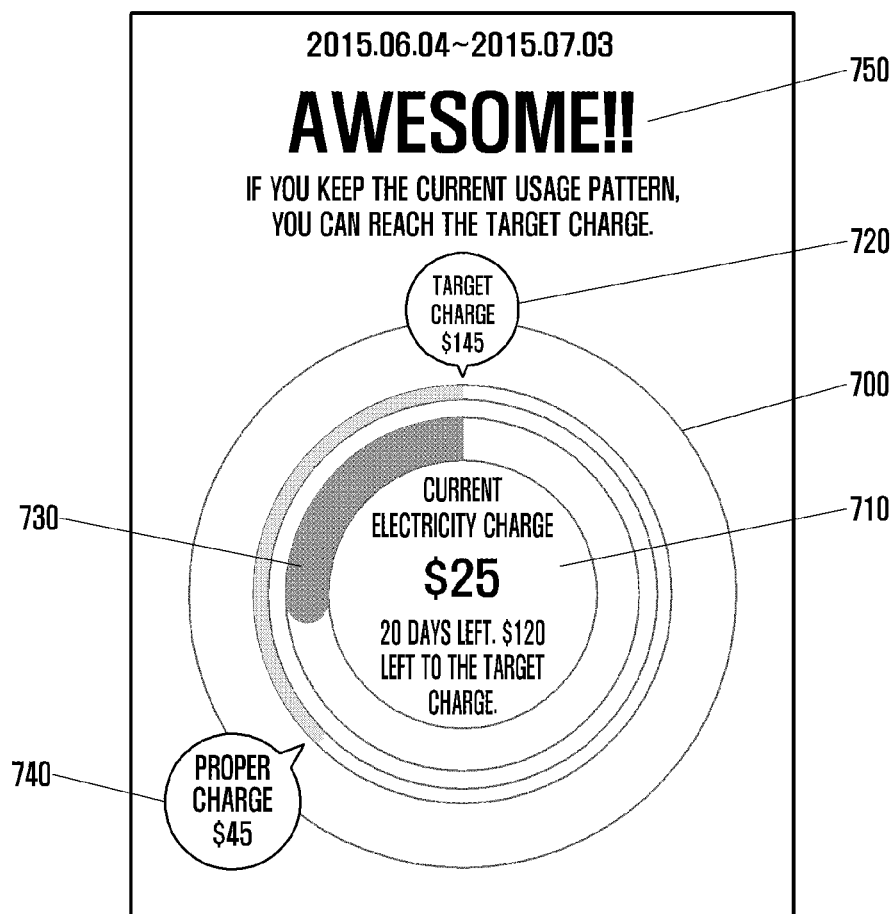 2015.06.04~2015.07.03
750
AWESOME!!
IF YOU KEEP THE CURRENT USAGE PATTERN,
YOU CAN REACH THE TARGET CHARGE.
720
TARGET
CHARGE
$145
700
CURRENT
ELECTRICITY CHARGE
730
710
$25
20 DAYS LEFT. $120
LEFT TO THE TARGET
CHARGE.
740
PROPER
CHARGE
$45